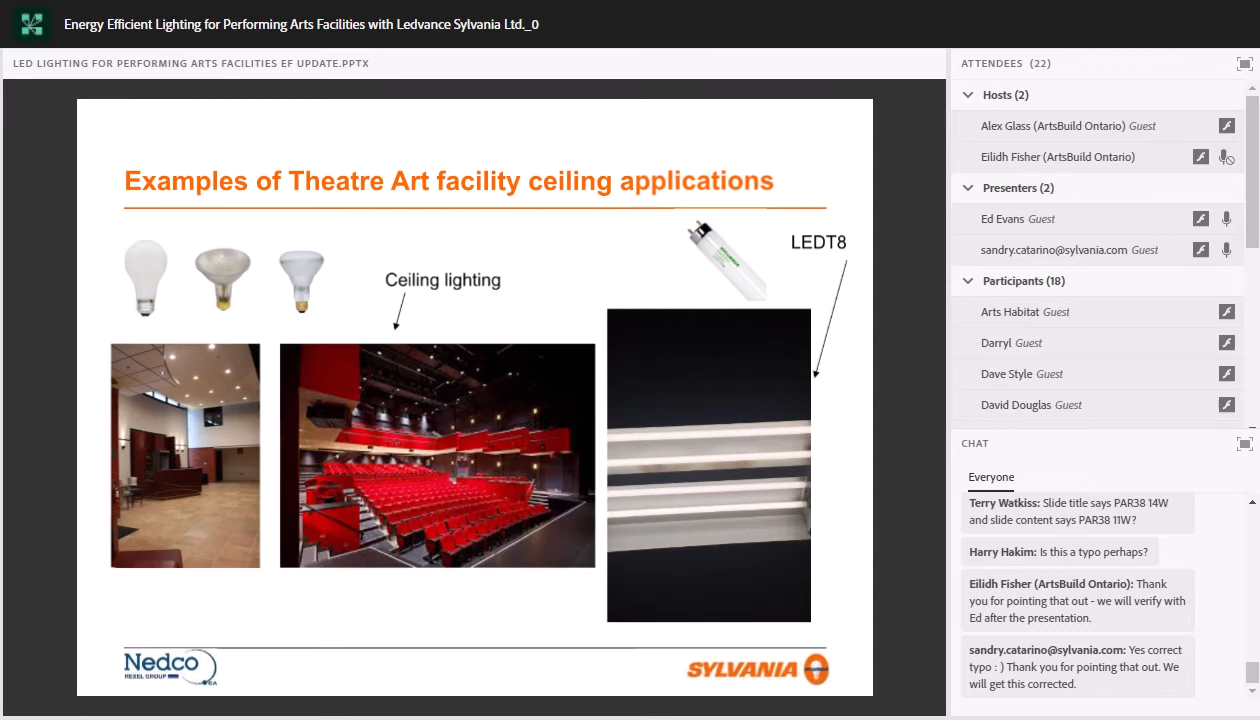 Energy Efficient Lighting for Performing Arts Facilities with Ledvance Sylvania Ltd._0
LED LIGHTING FOR PERFORMING ARTS FACILITIES EF UPDATE.PPTX
Examples of Theatre Art facility ceiling applications
LEDT8
Ceiling lighting
Nedco
REXEL GROUP
SYLVANIA
ATTENDEES (22)
Hosts (2)
Alex Glass (ArtsBuild Ontario) Guest
Eilidh Fisher (ArtsBuild Ontario)
Presenters (2)
Ed Evans Guest
sandry.catarino@sylvania.com Guest
Participants (18)
Arts Habitat Guest
Darryl Guest
Dave Style Guest
David Douglas Guest
CHAT
Everyone
Terry Watkiss: Slide title says PAR38 14W
and slide content says PAR38 11W?
Harry Hakim: Is this a typo perhaps?
Eilidh Fisher (ArtsBuild Ontario): Thank
you for pointing that out - we will verify with
Ed after the presentation.
sandry.catarino@sylvania.com: Yes correct
typo : ) Thank you for pointing that out. We
will get this corrected.